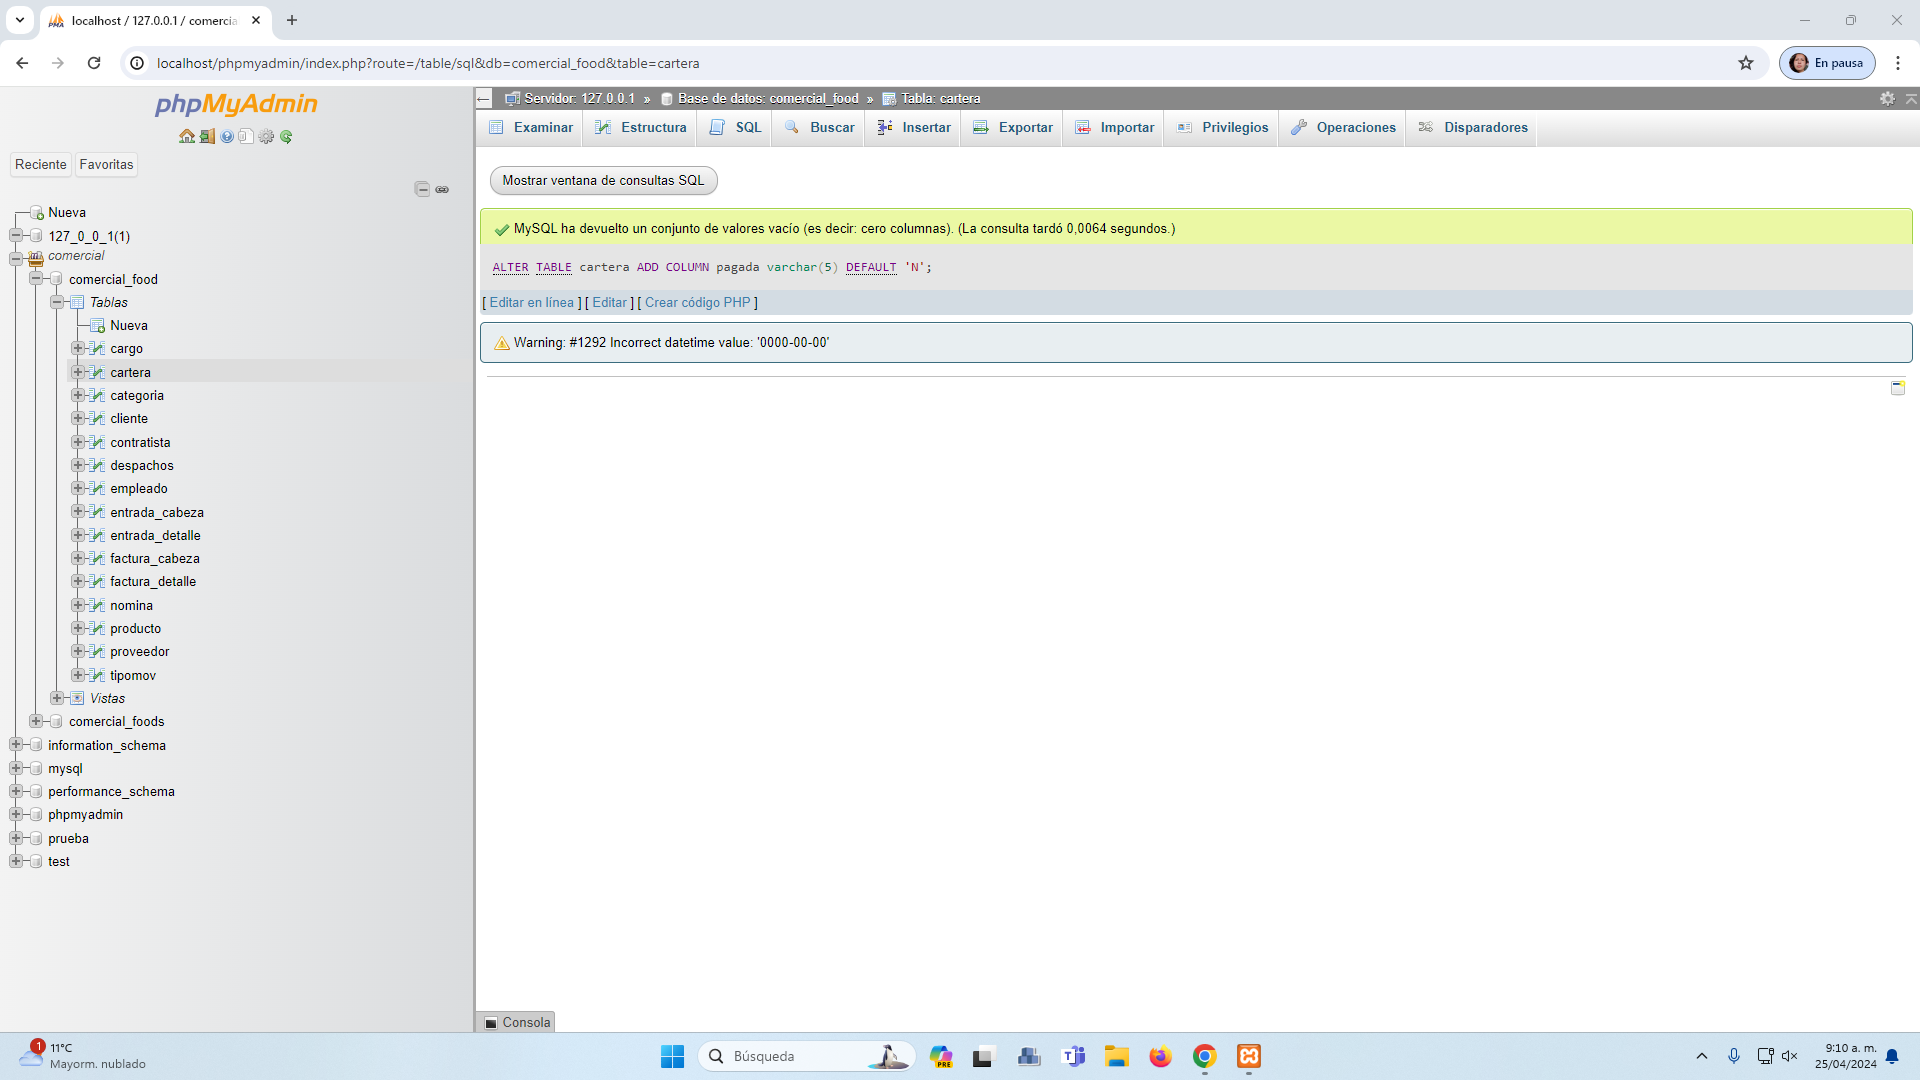 localhost / 127.0.0.1 / comercia
localhost/phpmyadmin/index.php?route=/table/sql&db=comercial_food&table=cartera
En pausa
phpMyAdmin
Reciente
Favoritas
Nueva
127_0_0_1(1)
comercial
comercial_food
Tablas
Nueva
cargo
cartera
categoria
cliente
contratista
despachos
empleado
entrada_cabeza
entrada_detalle
factura_cabeza
factura_detalle
nomina
producto
proveedor
tipomov
Vistas
comercial_foods
information_schema
mysql
performance_schema
phpmyadmin
prueba
test
Servidor: 127.0.0.1 » Base de datos: comercial_food » Tabla: cartera
Examinar Estructura SQL Buscar Insertar Exportar Importar Privilegios Operaciones Disparadores
Mostrar ventana de consultas SQL
MySQL ha devuelto un conjunto de valores vacío (es decir: cero columnas). (La consulta tardó 0,0064 segundos.)
ALTER TABLE cartera ADD COLUMN pagada varchar(5) DEFAULT 'N';
[ Editar en línea ] [ Editar ] [ Crear código PHP ]
Warning: #1292 Incorrect datetime value: '0000-00-00'
Consola
1
11°C
Mayorm. nublado
Búsqueda
PRE
9:10 a. m.
25/04/2024